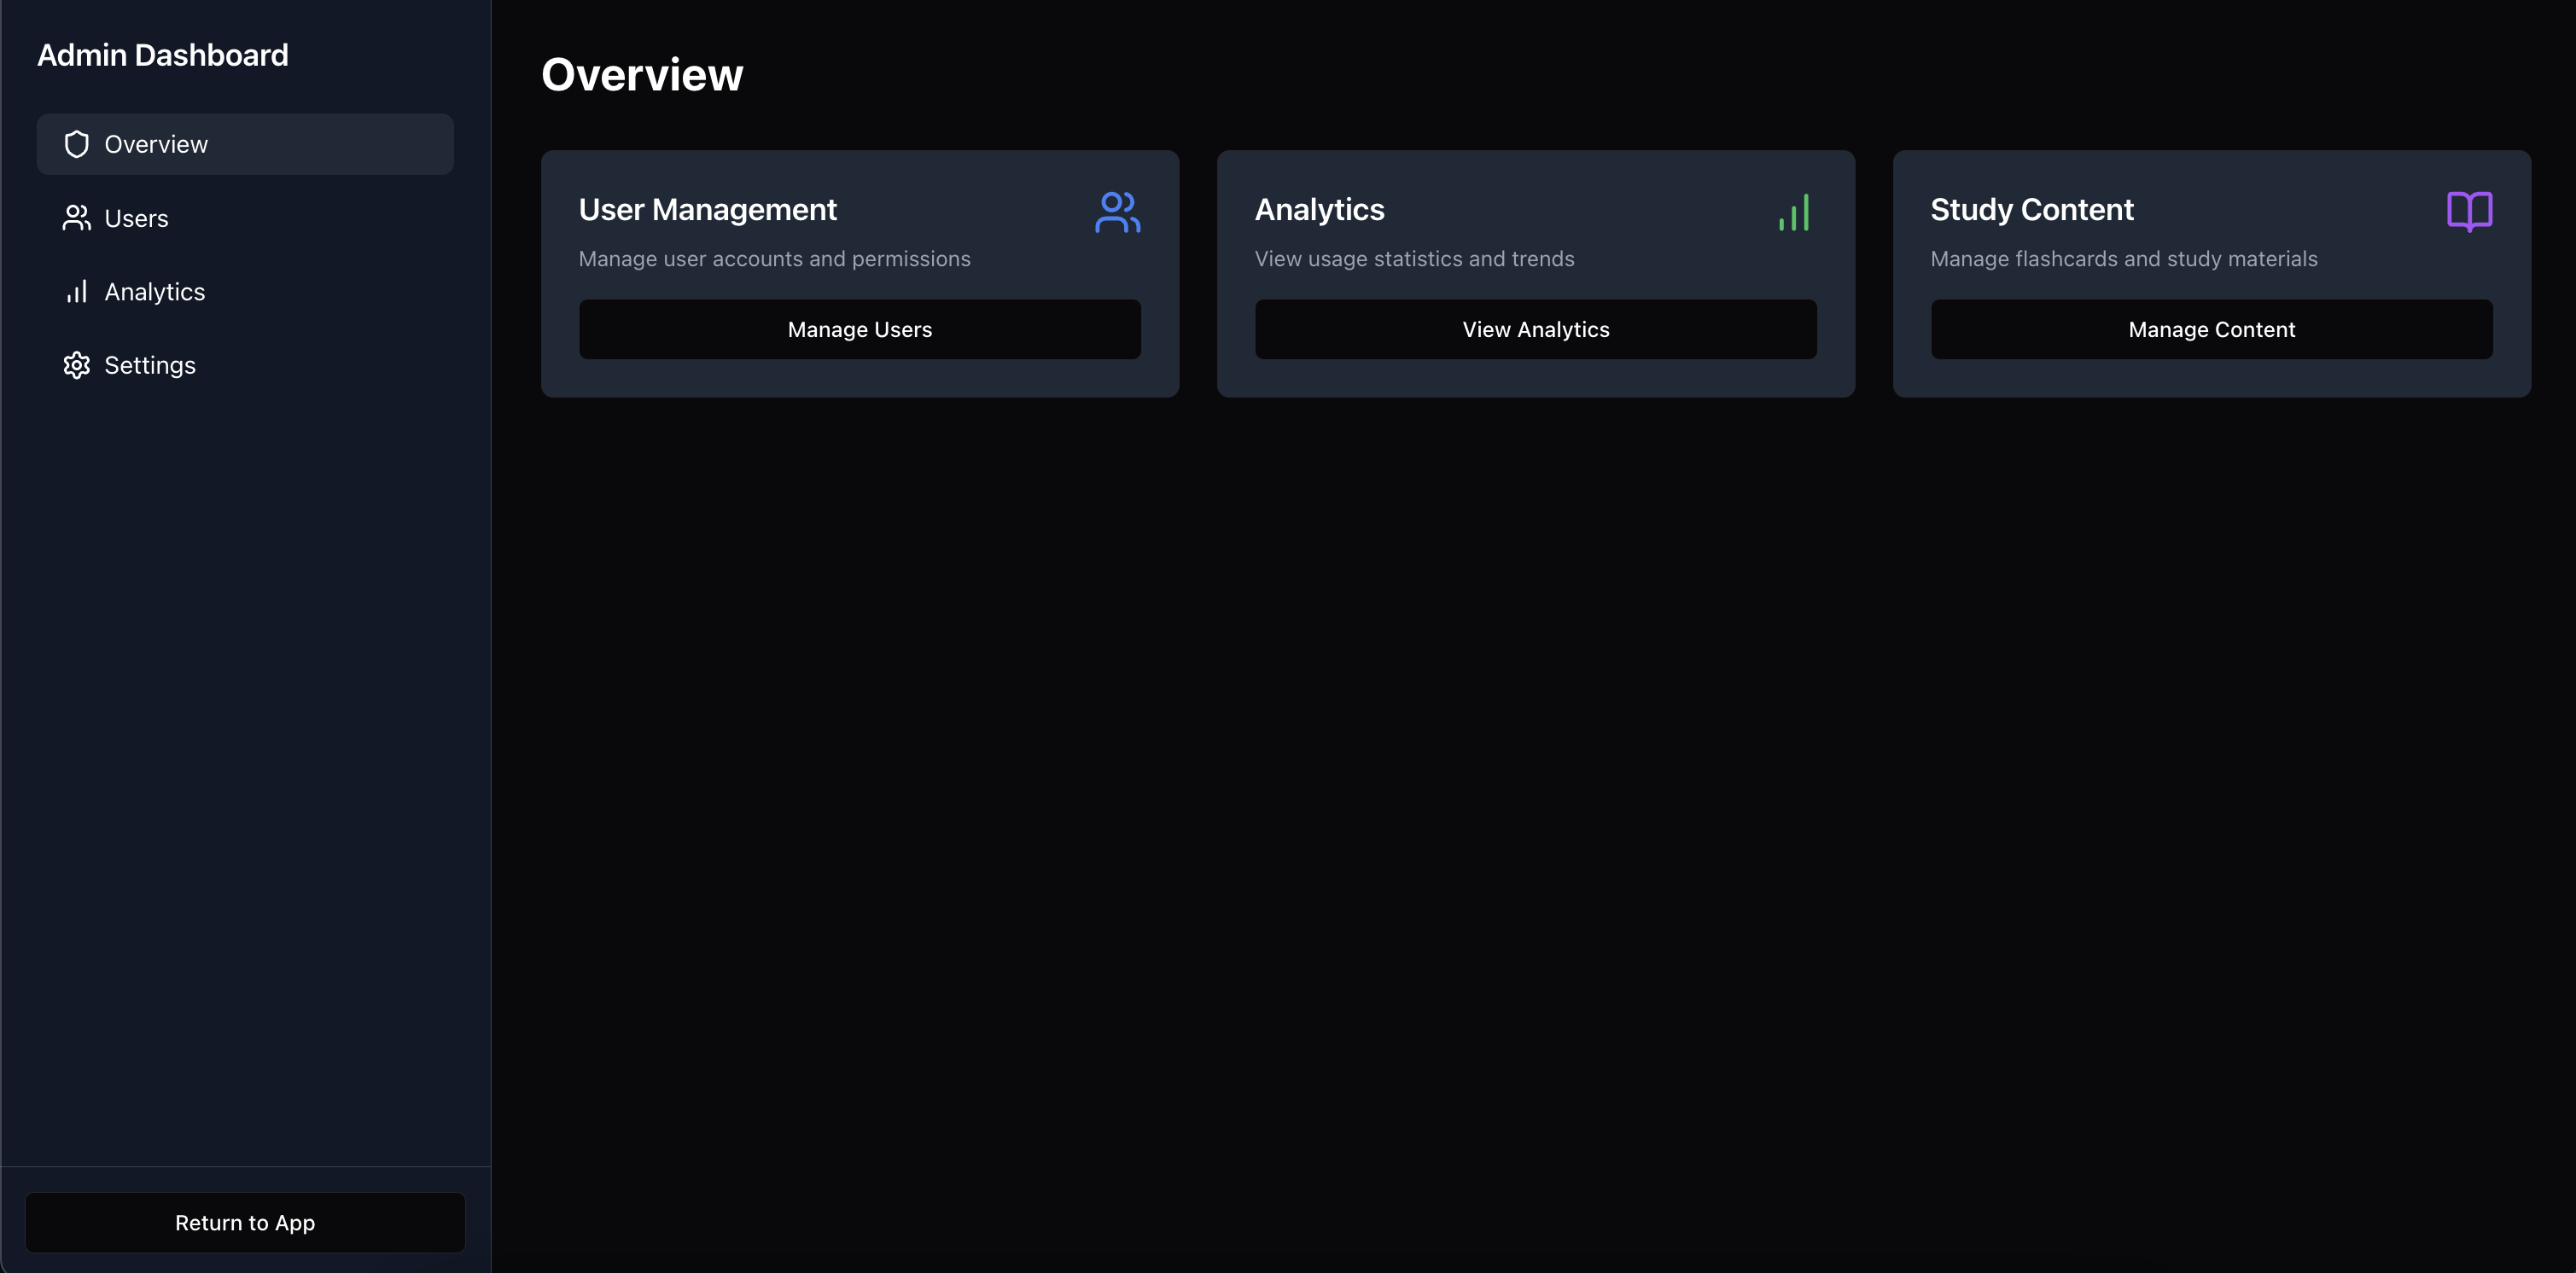 Admin Dashboard
Overview
Users
Analytics
Settings
Return to App
Overview
User Management
Manage user accounts and permissions
Manage Users
Analytics
View usage statistics and trends
View Analytics
Study Content
Manage flashcards and study materials
Manage Content